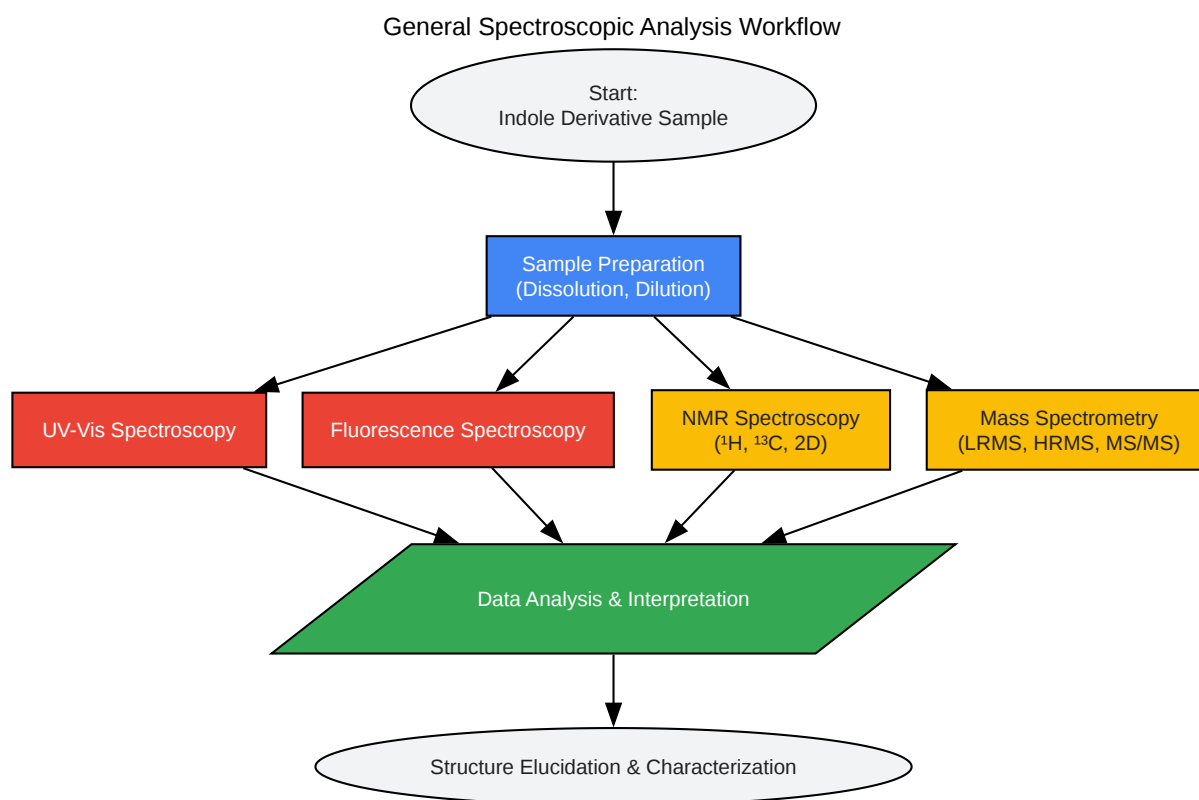 General Spectroscopic Analysis Workflow
Start:
Indole Derivative Sample
Sample Preparation
(Dissolution, Dilution)
UV-Vis Spectroscopy
Fluorescence Spectroscopy
NMR Spectroscopy
(¹H, ¹³C, 2D)
Mass Spectrometry
(LRMS, HRMS, MS/MS)
Data Analysis & Interpretation
Structure Elucidation & Characterization